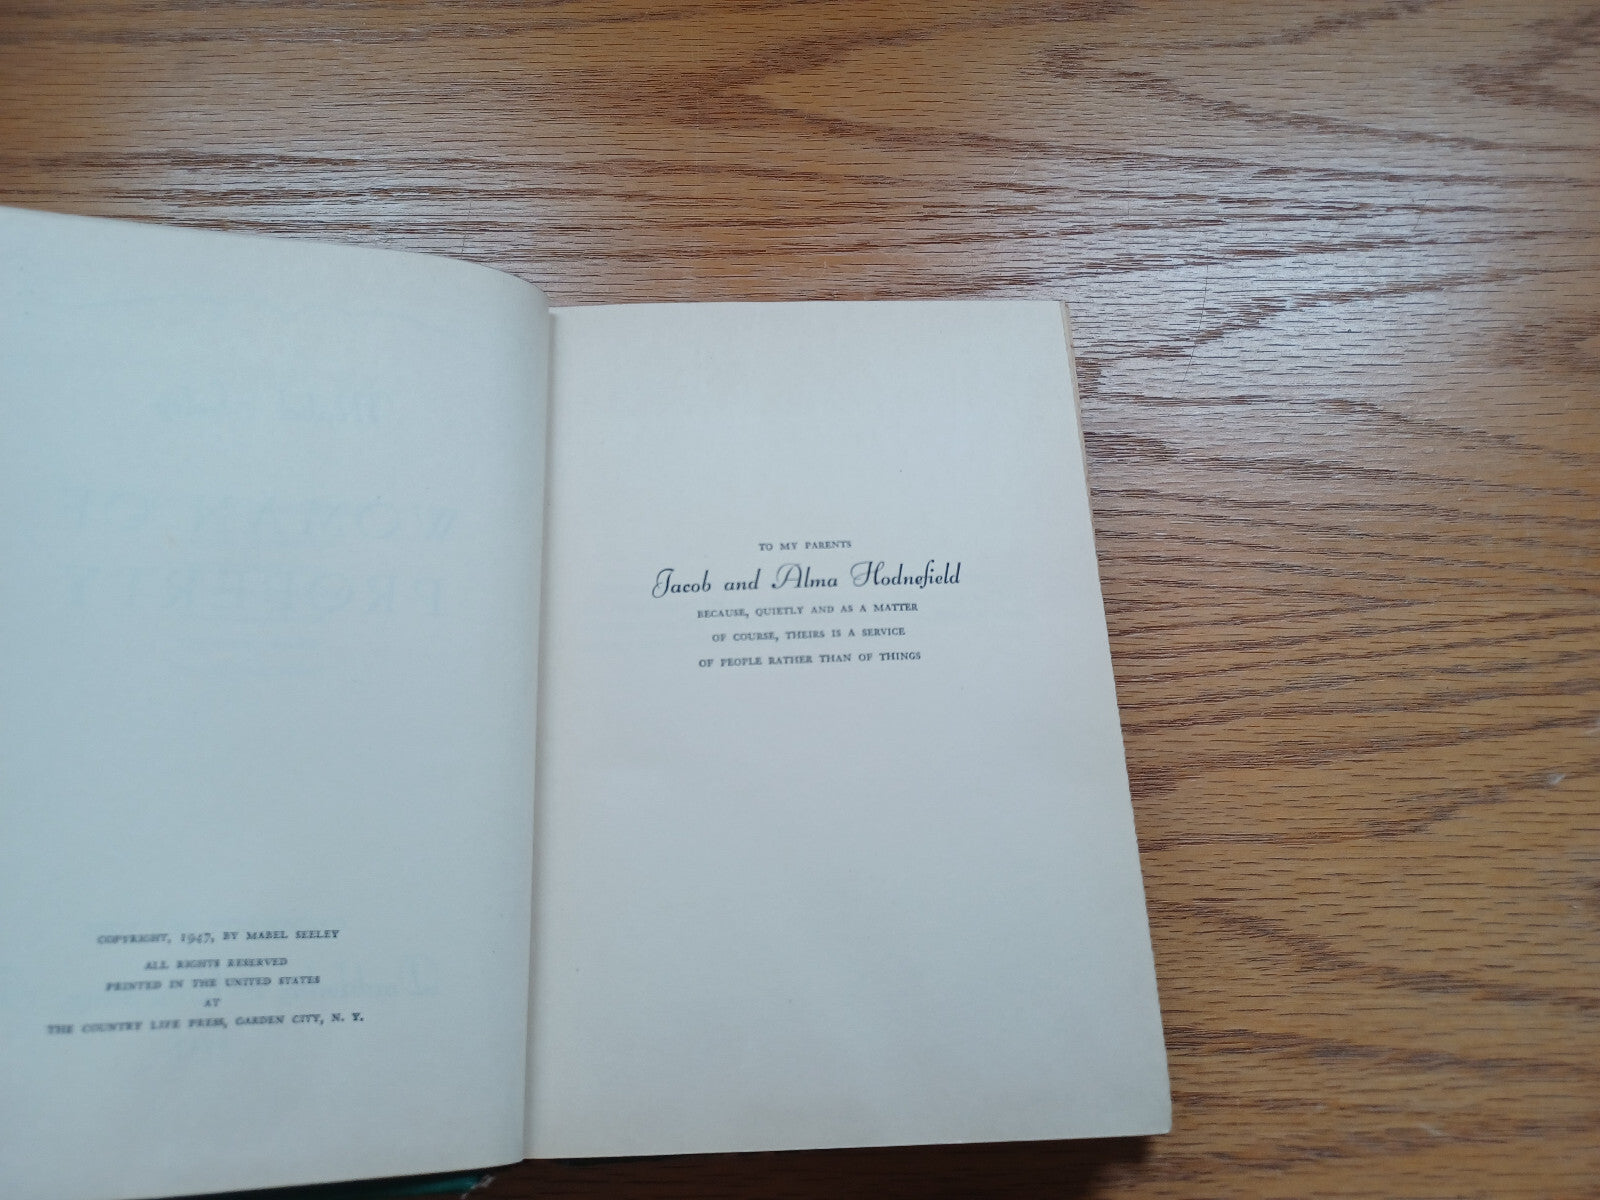 COPYRIGHT, 1947, BY MABEL SEELEY
ALL RIGHTS RESERVED
PRINTED IN THE UNITED STATES
AT
THE COUNTRY LIFE PRESS, GARDEN CITY, N. Y.
TO MY PARENTS
Jacob and Alma Hodnefield
BECAUSE, QUIETLY AND AS A MATTER
OF COURSE, THEIRS IS A SERVICE
OF PEOPLE RATHER THAN OF THINGS